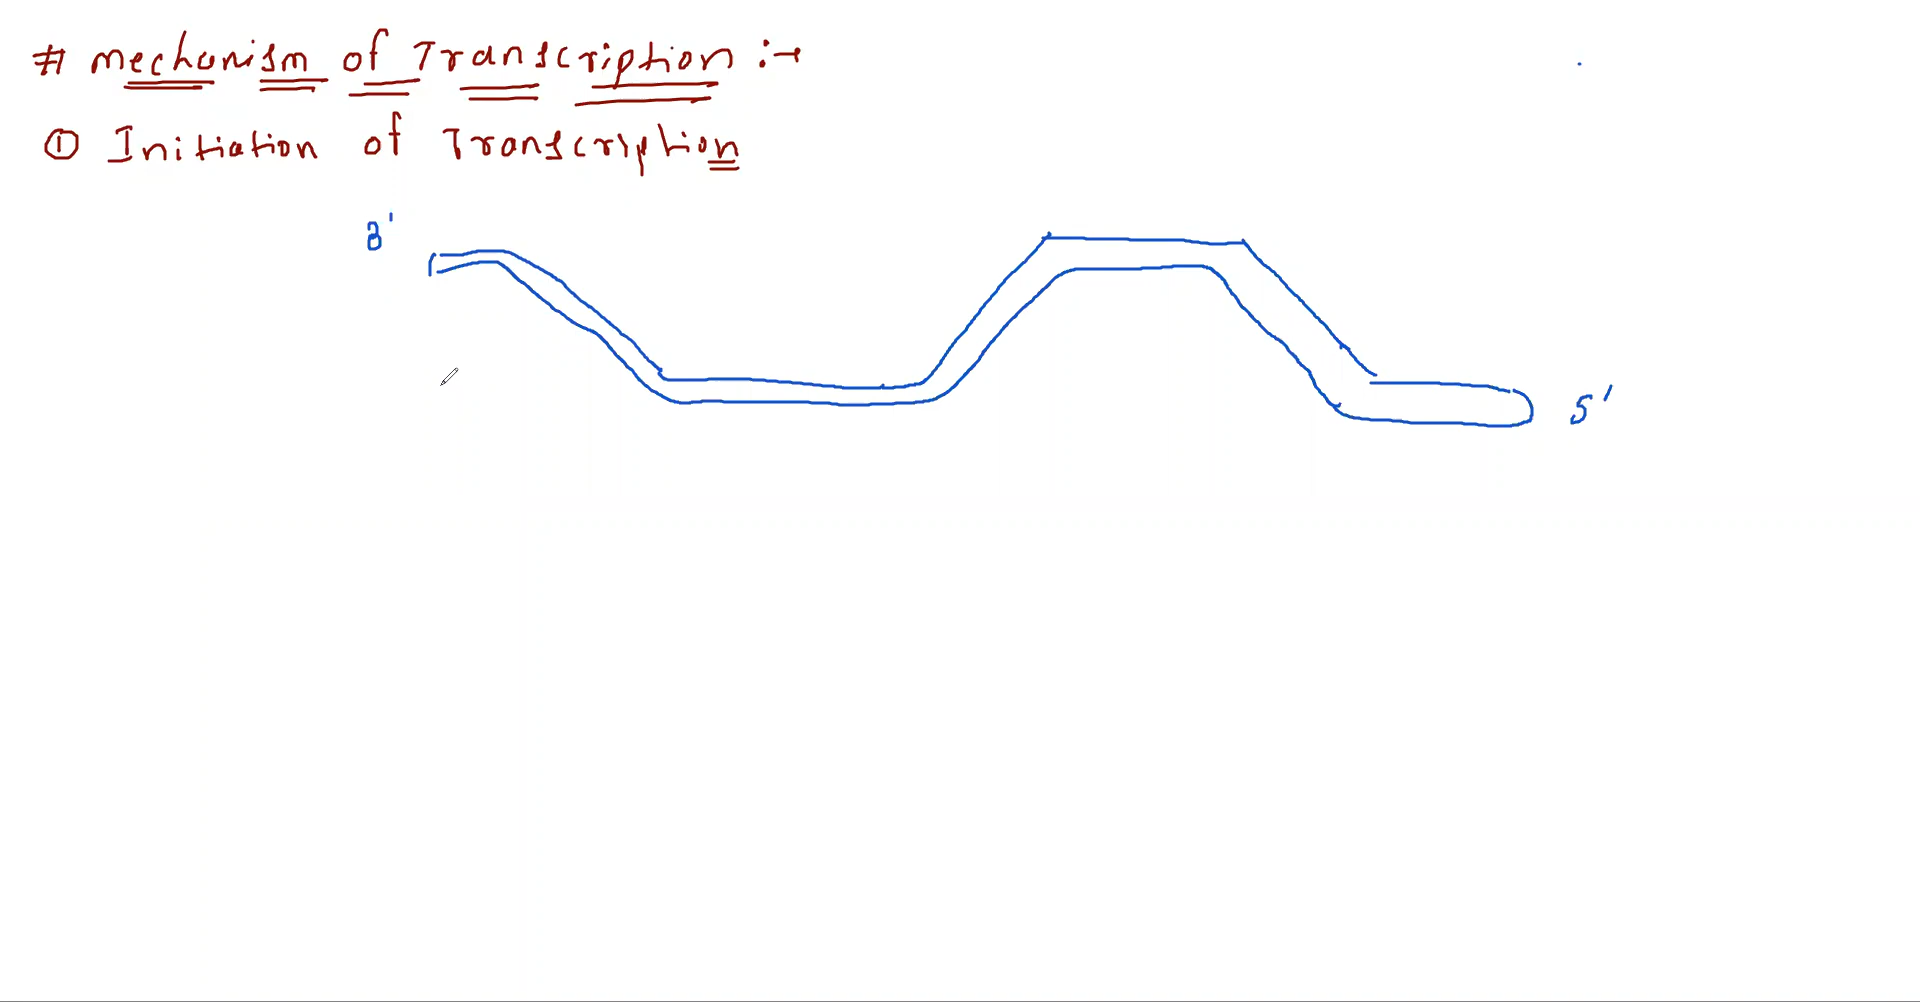 # mechanism of Transcription :→
① Initiation of Transcription
3'
5'